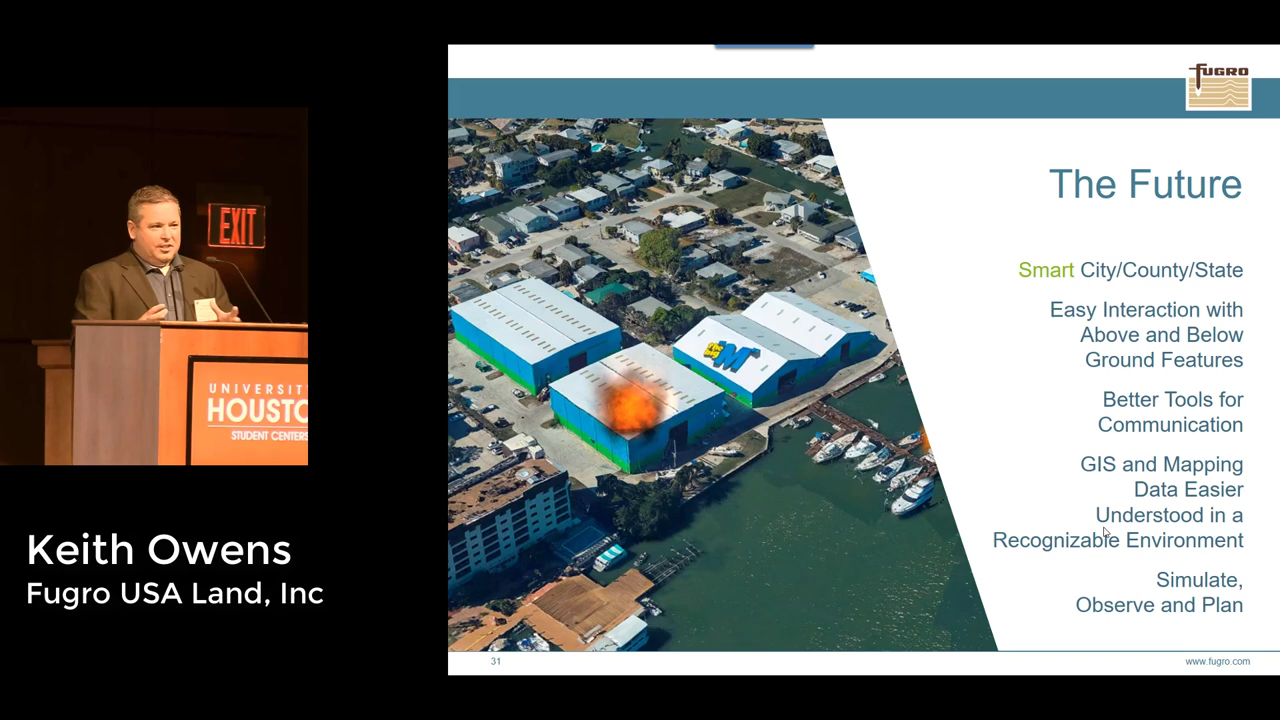 FUGRO
The Future
Smart City/County/State
Easy Interaction with
Above and Below
Ground Features
Better Tools for
Communication
GIS and Mapping
Data Easier
Understood in a
Recognizable Environment
Simulate,
Observe and Plan
31
www.fugro.com
EXIT
UNIVERSITY
HOUSTO
STUDENT CENTERS
Keith Owens
Fugro USA Land, Inc